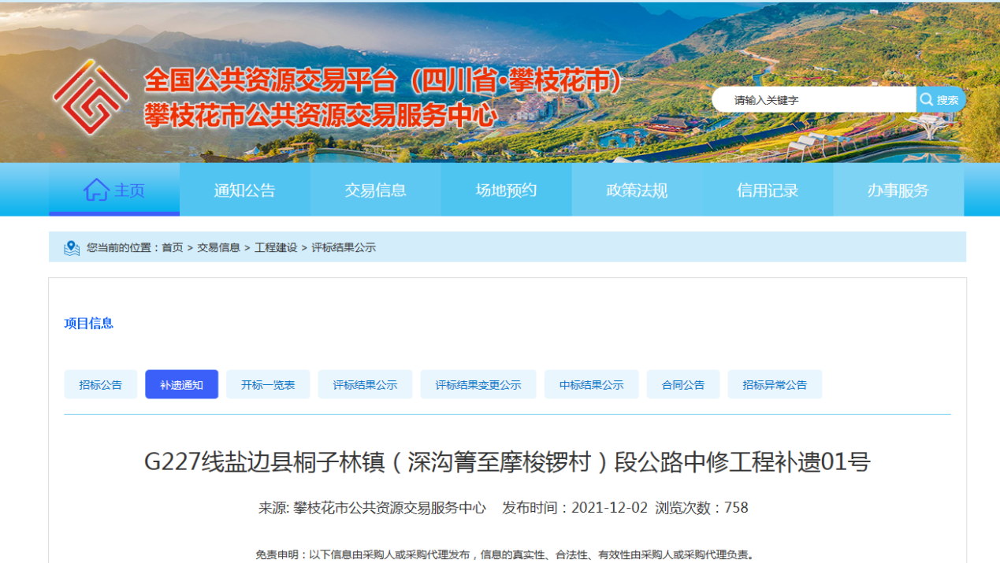 全国公共资源交易平台（四川省·攀枝花市）
攀枝花市公共资源交易服务中心
请输入关键字
搜索
主页 通知公告 交易信息 场地预约 政策法规 信用记录 办事服务
您当前的位置：首页 > 交易信息 > 工程建设 > 评标结果公示
项目信息
招标公告 补遗通知 开标一览表 评标结果公示 评标结果变更公示 中标结果公示 合同公告 招标异常公告
G227线盐边县桐子林镇（深沟箐至摩梭锣村）段公路中修工程补遗01号
来源: 攀枝花市公共资源交易服务中心 发布时间：2021-12-02 浏览次数：758
免责申明：以下信息由采购人或采购代理发布，信息的真实性、合法性、有效性由采购人或采购代理负责。